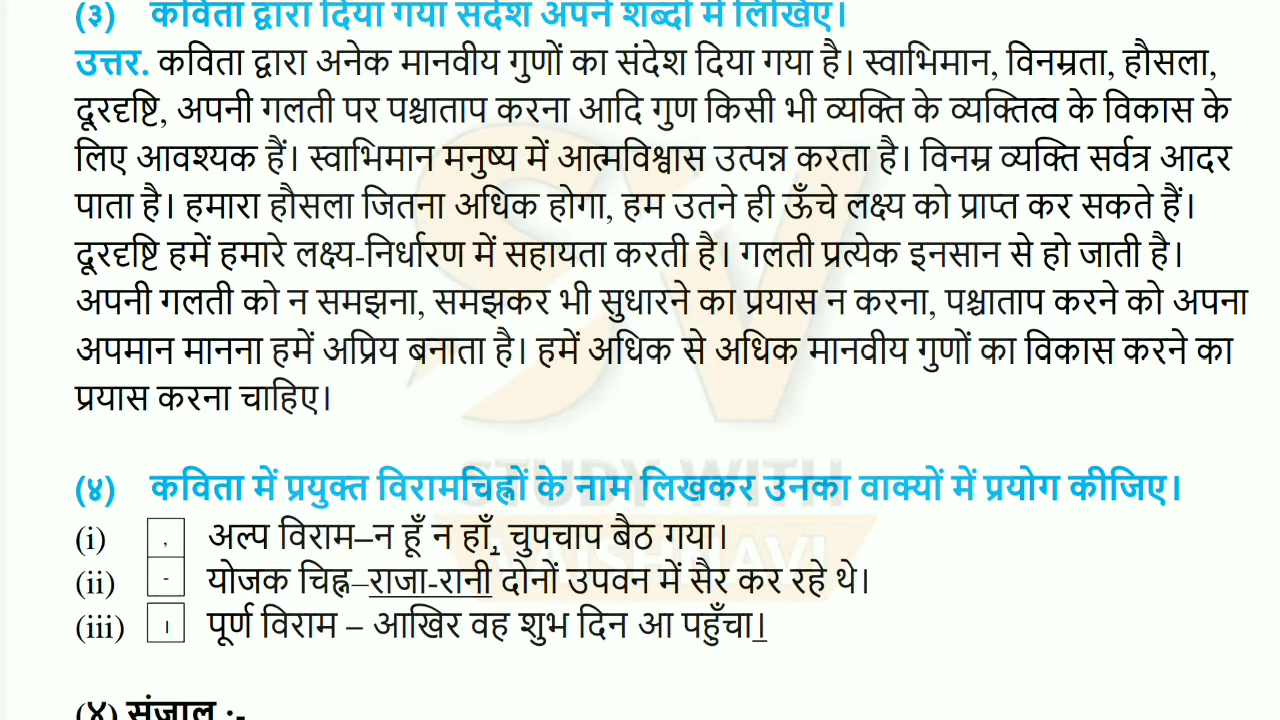 (३) कविता द्वारा दिया गया संदेश अपने शब्दों में लिखिए।
उत्तर. कविता द्वारा अनेक मानवीय गुणों का संदेश दिया गया है। स्वाभिमान, विनम्रता, हौसला,
दूरदृष्टि, अपनी गलती पर पश्चाताप करना आदि गुण किसी भी व्यक्ति के व्यक्तित्व के विकास के
लिए आवश्यक हैं। स्वाभिमान मनुष्य में आत्मविश्वास उत्पन्न करता है। विनम्र व्यक्ति सर्वत्र आदर
पाता है। हमारा हौसला जितना अधिक होगा, हम उतने ही ऊँचे लक्ष्य को प्राप्त कर सकते हैं।
दूरदृष्टि हमें हमारे लक्ष्य-निर्धारण में सहायता करती है। गलती प्रत्येक इनसान से हो जाती है।
अपनी गलती को न समझना, समझकर भी सुधारने का प्रयास न करना, पश्चाताप करने को अपना
अपमान मानना हमें अप्रिय बनाता है। हमें अधिक से अधिक मानवीय गुणों का विकास करने का
प्रयास करना चाहिए।
SV
STUDY WITH
VAISHNAVI
(४) कविता में प्रयुक्त विरामचिह्नों के नाम लिखकर उनका वाक्यों में प्रयोग कीजिए।
(i) , अल्प विराम–न हूँ न हाँ, चुपचाप बैठ गया।
(ii) - योजक चिह्न–राजा-रानी दोनों उपवन में सैर कर रहे थे।
(iii) । पूर्ण विराम – आखिर वह शुभ दिन आ पहुँचा।
(४) संजाल :-